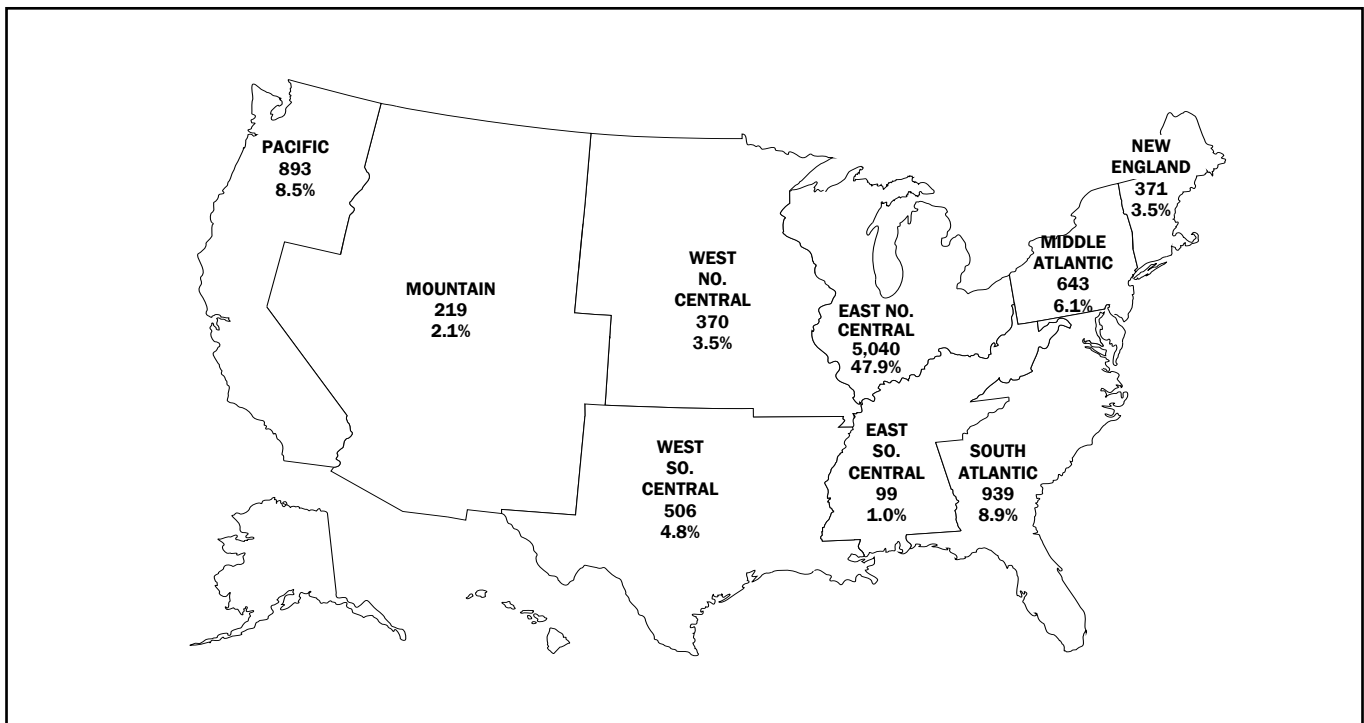 PACIFIC
893
8.5%
MOUNTAIN
219
2.1%
WEST
NO.
CENTRAL
370
3.5%
EAST NO.
CENTRAL
5,040
47.9%
NEW
ENGLAND
371
3.5%
MIDDLE
ATLANTIC
643
6.1%
WEST
SO.
CENTRAL
506
4.8%
EAST
SO.
CENTRAL
99
1.0%
SOUTH
ATLANTIC
939
8.9%